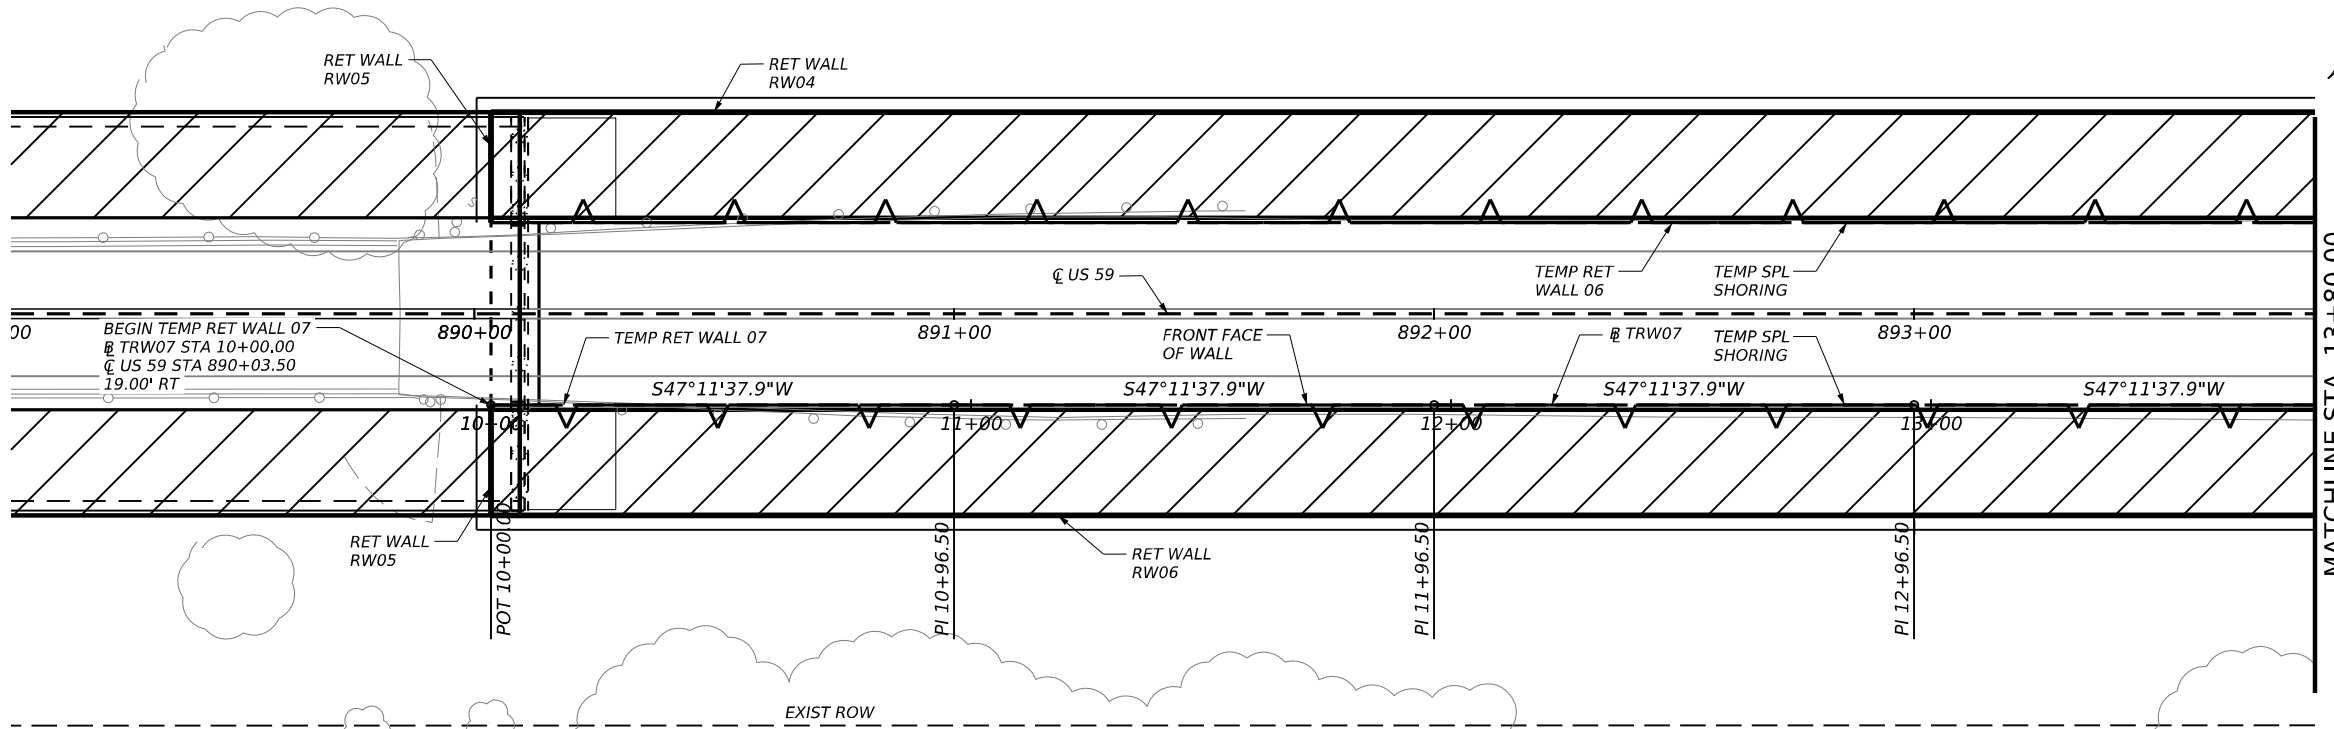 RET WALL
RW05
RET WALL
RW04
℄ US 59
TEMP RET
WALL 06
TEMP SPL
SHORING
00
890+00
891+00
892+00
893+00
BEGIN TEMP RET WALL 07
℄ TRW07 STA 10+00.00
℄ US 59 STA 890+03.50
19.00' RT
TEMP RET WALL 07
FRONT FACE
OF WALL
TRW07
TEMP SPL
SHORING
S47°11'37.9"W
S47°11'37.9"W
S47°11'37.9"W
S47°11'37.9"W
10+00
11+00
12+00
13+00
RET WALL
RW05
POT 10+00.00
PI 10+96.50
RET WALL
RW06
PI 11+96.50
PI 12+96.50
EXIST ROW
MATCHLINE STA 13+80.00